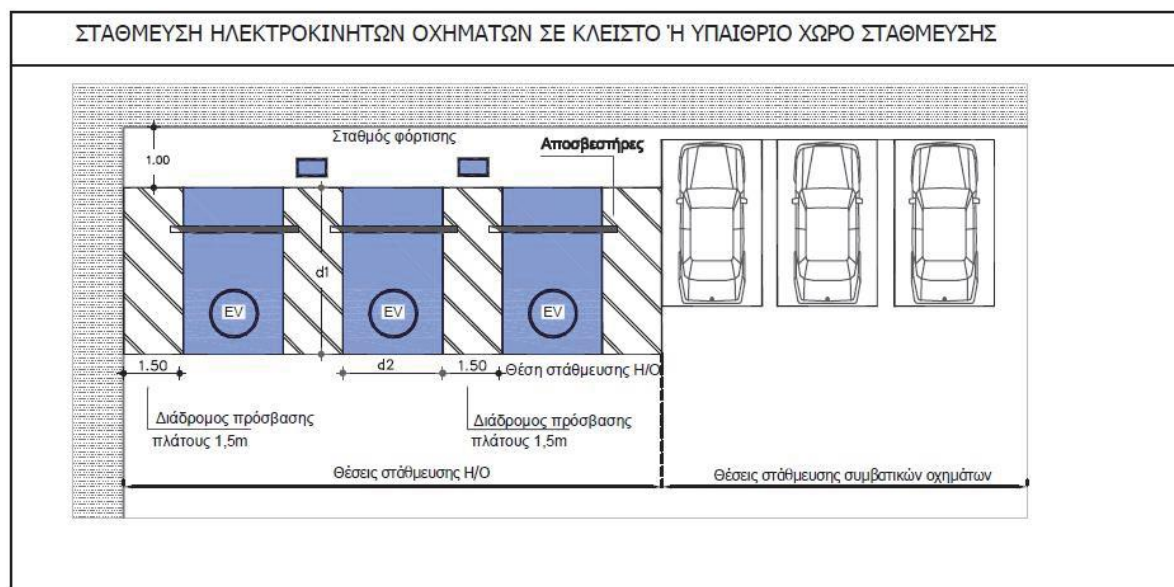 ΣΤΑΘΜΕΥΣΗ ΗΛΕΚΤΡΟΚΙΝΗΤΩΝ ΟΧΗΜΑΤΩΝ ΣΕ ΚΛΕΙΣΤΟ Ή ΥΠΑΙΘΡΙΟ ΧΩΡΟ ΣΤΑΘΜΕΥΣΗΣ
Σταθμός φόρτισης
Αποσβεστήρες
1.00
d1
EV
EV
EV
1.50
d2
1.50
Θέση στάθμευσης Η/Ο
Διάδρομος πρόσβασης
πλάτους 1,5m
Διάδρομος πρόσβασης
πλάτους 1,5m
Θέσεις στάθμευσης Η/Ο
Θέσεις στάθμευσης συμβατικών οχημάτων